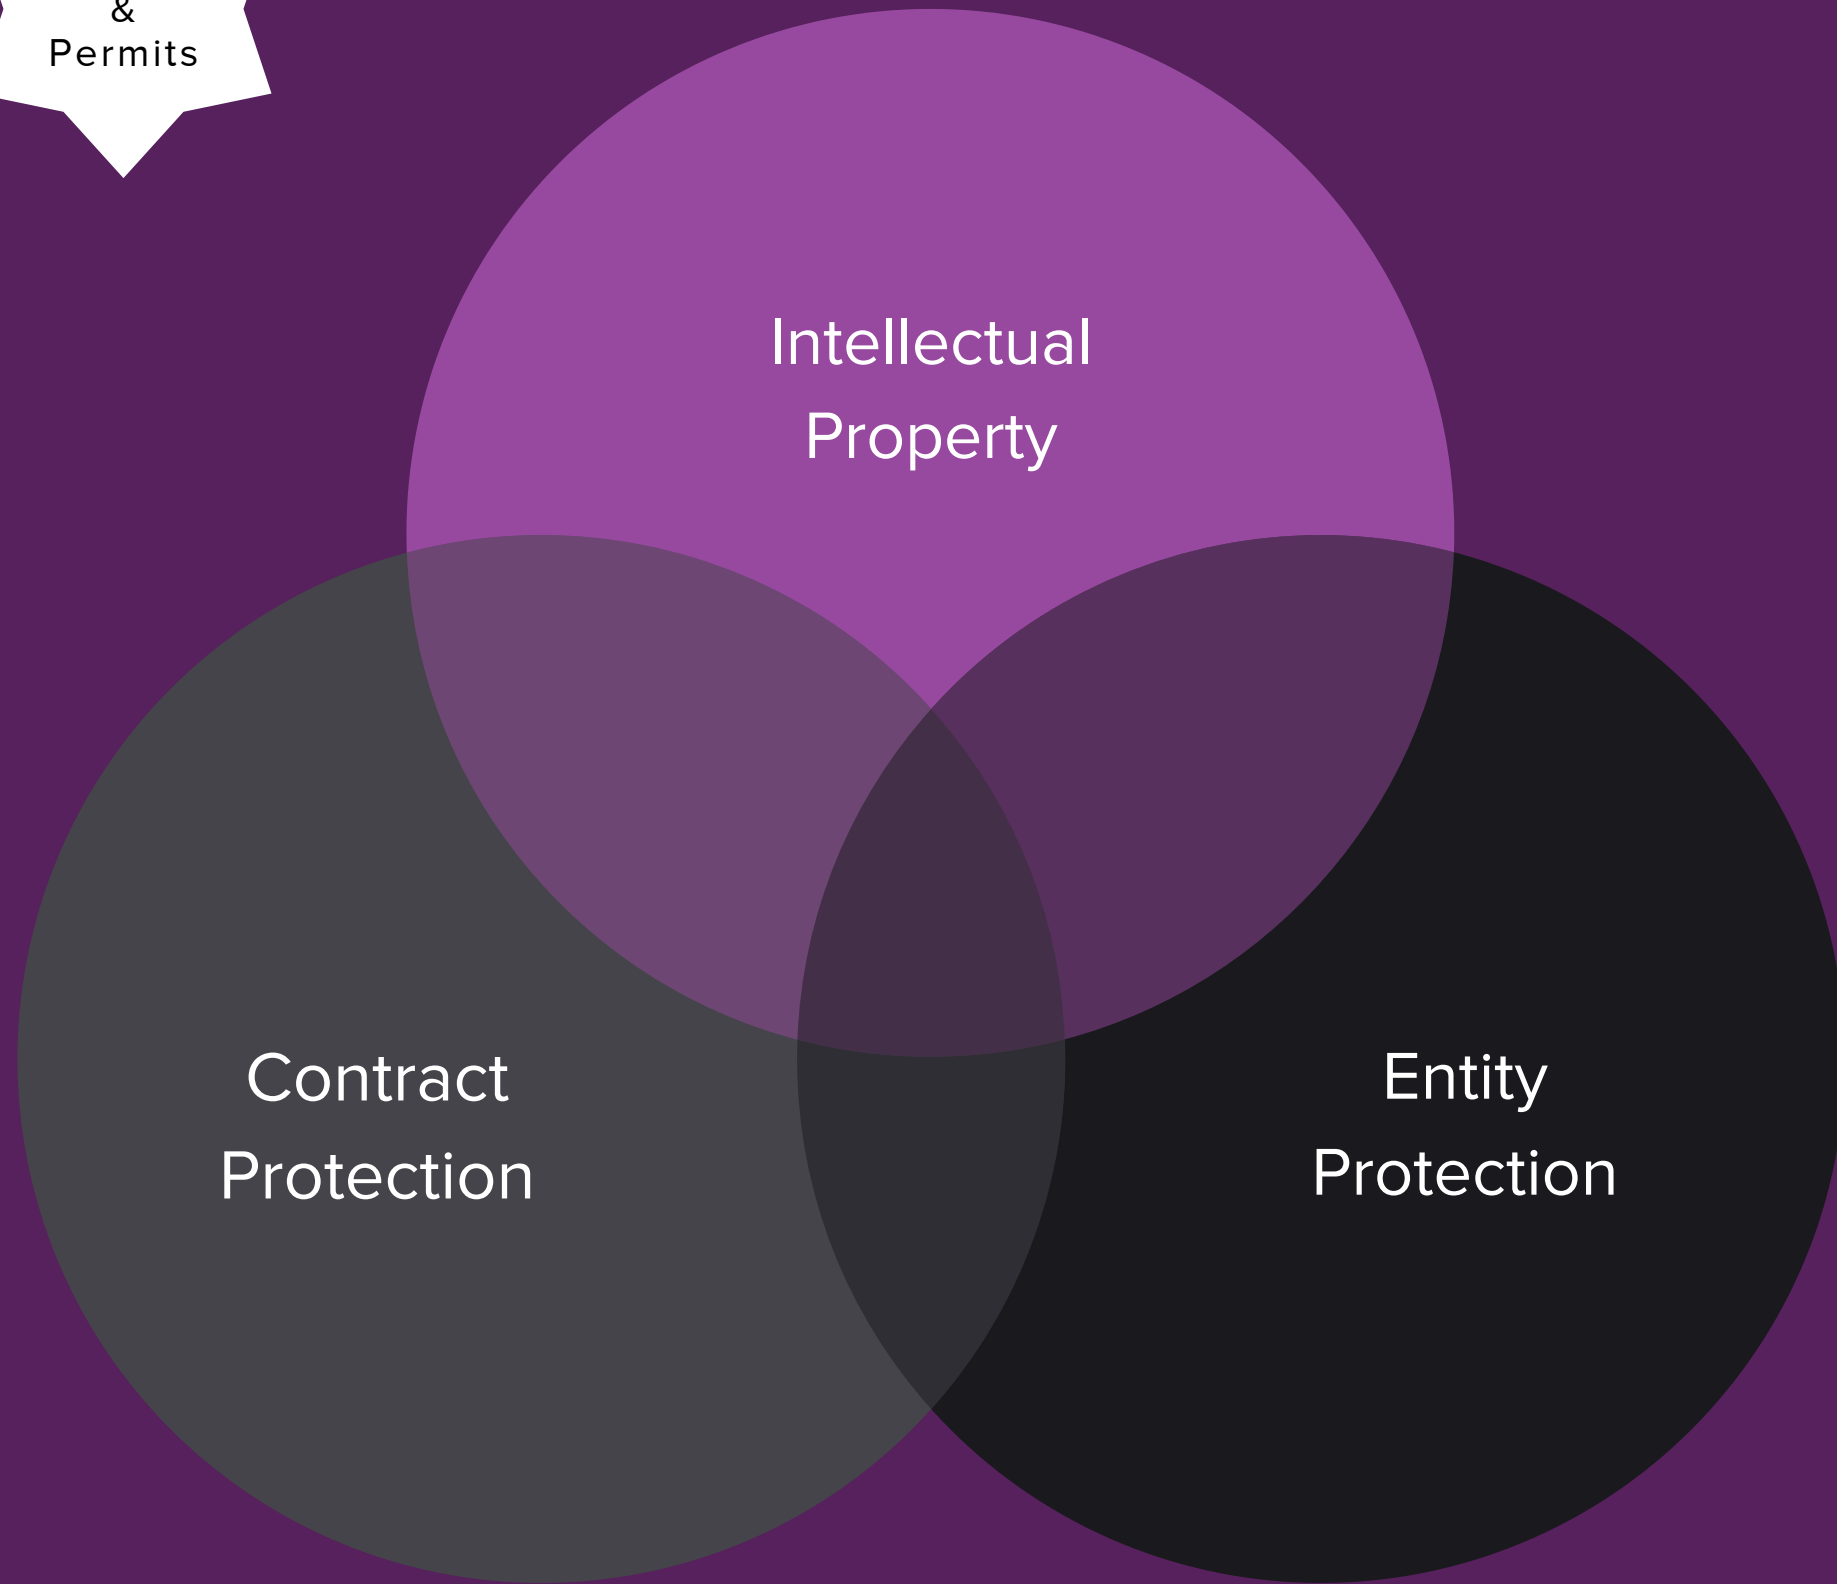 &
Permits
Intellectual
Property
Contract
Protection
Entity
Protection